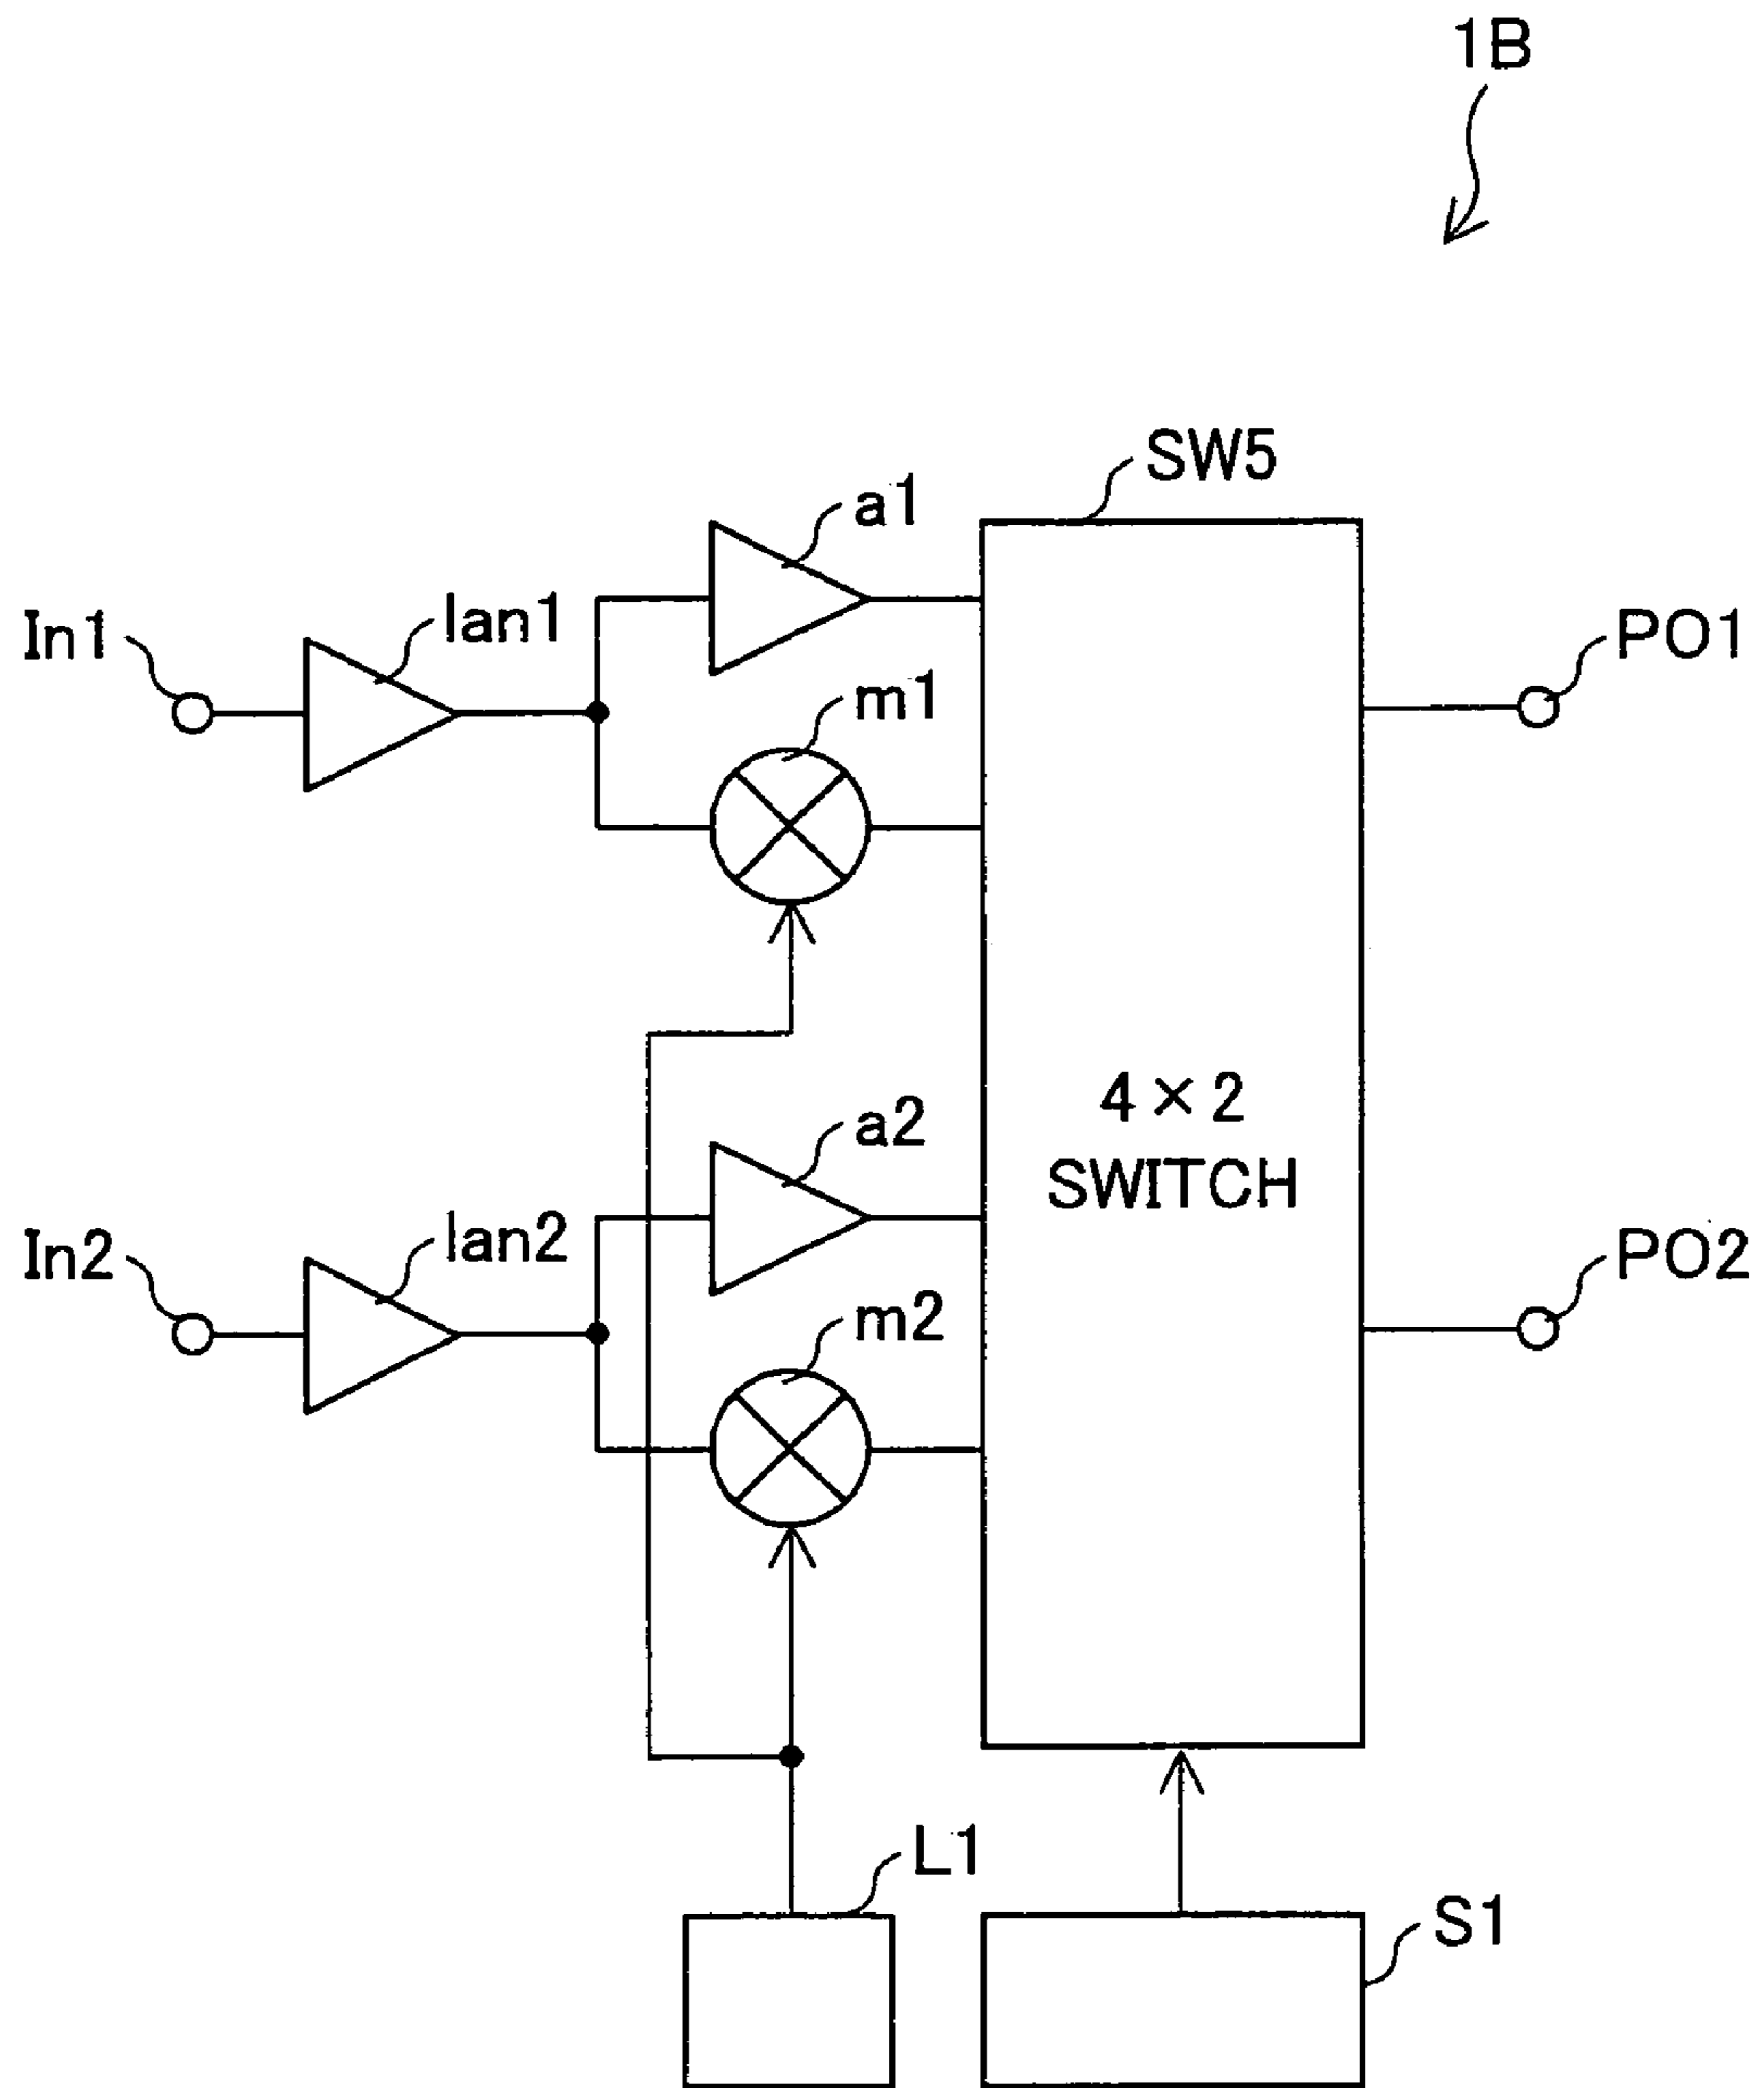 1B
SW5
a1
lan1
In1
PO1
m1
4×2
SWITCH
a2
lan2
In2
PO2
m2
L1
S1